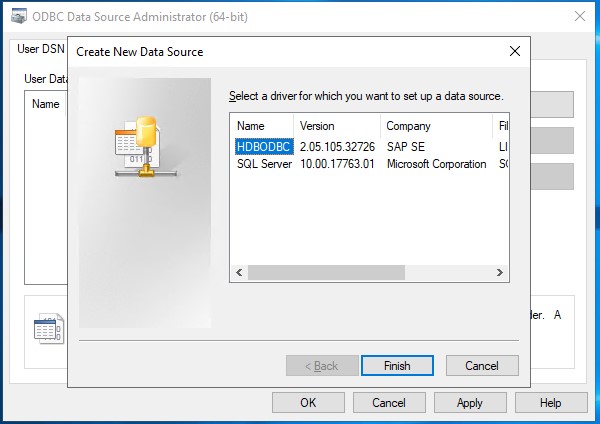 ODBC Data Source Administrator (64-bit)
User DSN
User Data
Name
Create New Data Source
Select a driver for which you want to set up a data source.
Name Version Company Fil
HDBODBC 2.05.105.32726 SAP SE LI
SQL Server 10.00.17763.01 Microsoft Corporation
der. A
< Back Finish Cancel
OK Cancel Apply Help